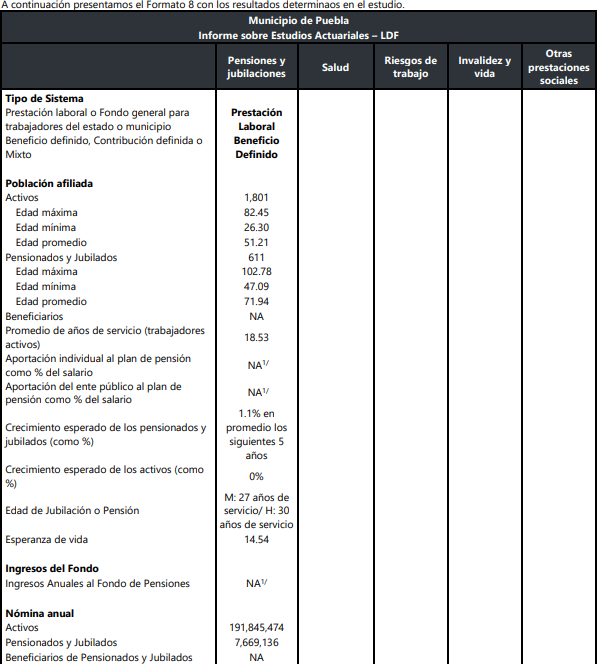 A continuación presentamos el Formato 8 con los resultados determinaos en el estudio.
Municipio de Puebla
Informe sobre Estudios Actuariales – LDF
Pensiones y jubilaciones
Salud
Riesgos de trabajo
Invalidez y vida
Otras prestaciones sociales
Tipo de Sistema
Prestación laboral o Fondo general para
trabajadores del estado o municipio
Prestación
Laboral
Beneficio definido, Contribución definida o
Mixto
Beneficio
Definido
Población afiliada
Activos 1,801
Edad máxima 82.45
Edad mínima 26.30
Edad promedio 51.21
Pensionados y Jubilados 611
Edad máxima 102.78
Edad mínima 47.09
Edad promedio 71.94
Beneficiarios NA
Promedio de años de servicio (trabajadores
activos) 18.53
Aportación individual al plan de pensión
como % del salario NA1/
Aportación del ente público al plan de
pensión como % del salario NA1/
Crecimiento esperado de los pensionados y
jubilados (como %)
1.1% en
promedio los
siguientes 5
años
Crecimiento esperado de los activos (como
%) 0%
Edad de Jubilación o Pensión
M: 27 años de
servicio/ H: 30
años de servicio
Esperanza de vida 14.54
Ingresos del Fondo
Ingresos Anuales al Fondo de Pensiones NA1/
Nómina anual
Activos 191,845,474
Pensionados y Jubilados 7,669,136
Beneficiarios de Pensionados y Jubilados NA